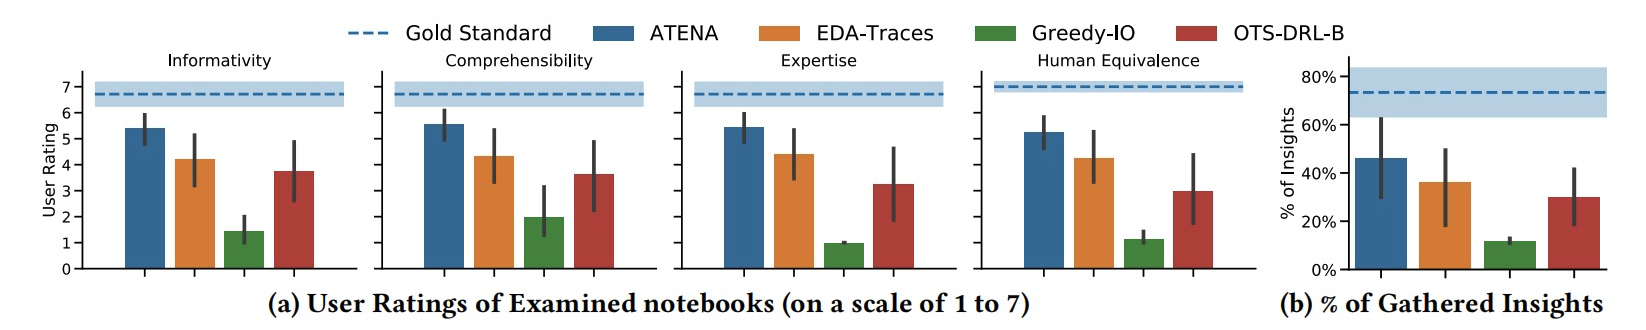 Gold Standard ATENA EDA-Traces Greedy-IO OTS-DRL-B
Informativity
Comprehensibility
Expertise
Human Equivalence
User Rating
7
6
5
4
3
2
1
0
% of Insights
80%
60%
40%
20%
0%
(a) User Ratings of Examined notebooks (on a scale of 1 to 7)
(b) % of Gathered Insights